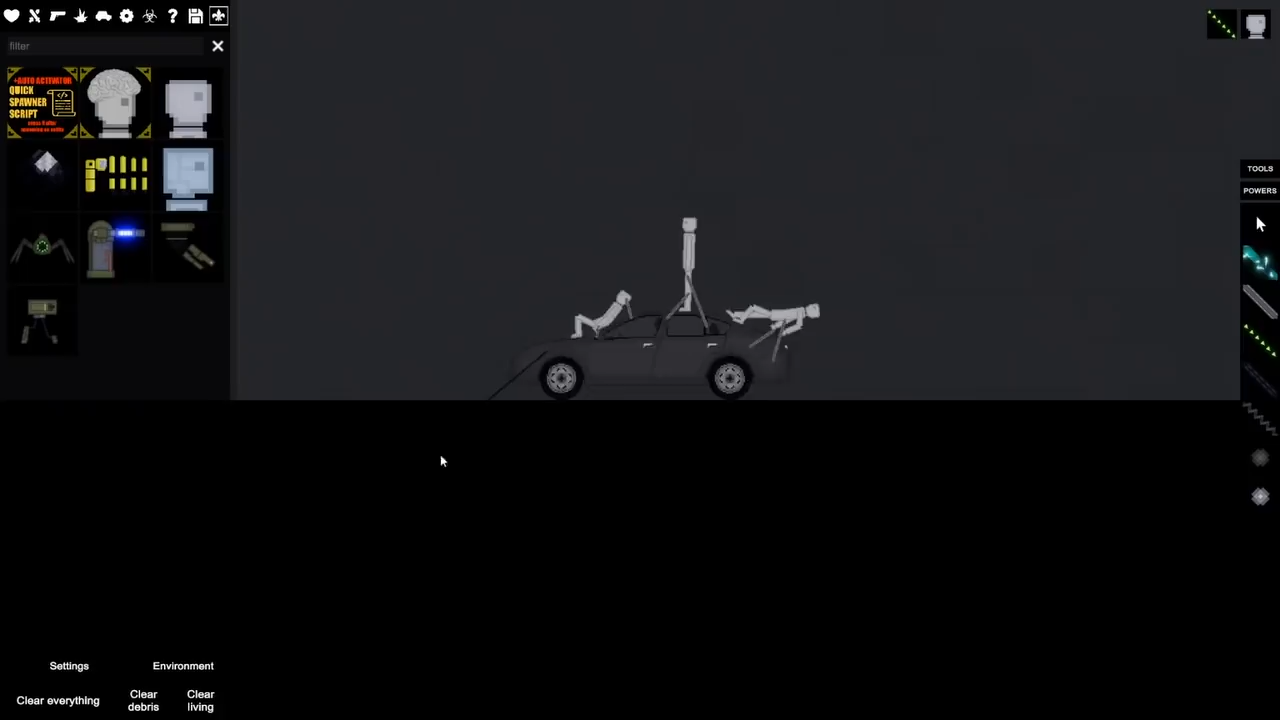 filter
+AUTO ACTIVATOR
QUICK
SPAWNER
SCRIPT
TOOLS
POWERS
Settings
Environment
Clear everything
Clear
debris
Clear
living